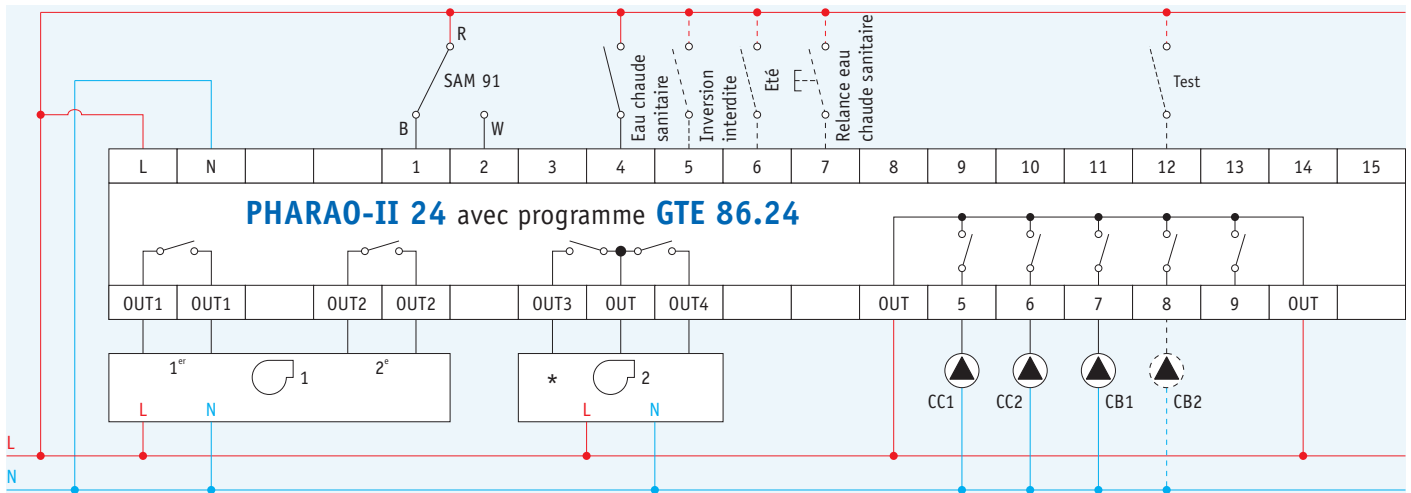 R
SAM 91
B
W
Eau chaude
sanitaire
Inversion
interdite
Eté
Relance eau
chaude sanitaire
Test
L N 1 2 3 4 5 6 7 8 9 10 11 12 13 14 15
PHARAO-II 24 avec programme GTE 86.24
OUT1 OUT1 OUT2 OUT2 OUT3 OUT OUT4 OUT 5 6 7 8 9 OUT
1er 1 2e
* 2
L N
L N
CC1 CC2 CB1 CB2
L
N